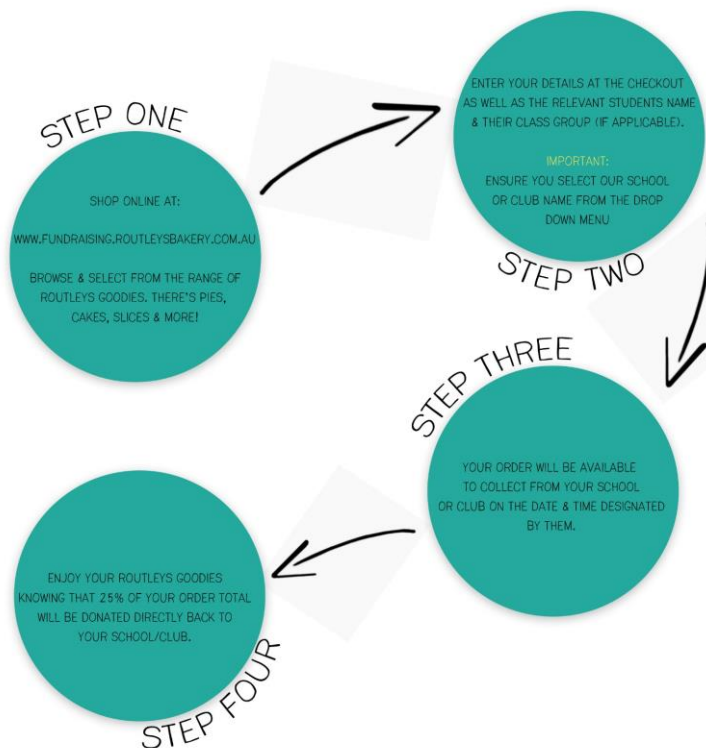 STEP ONE
SHOP ONLINE AT:
WWW.FUNDRAISING.ROUTLEYSBAKERY.COM.AU
BROWSE & SELECT FROM THE RANGE OF
ROUTLEYS GOODIES. THERE'S PIES,
CAKES, SLICES & MORE!
ENTER YOUR DETAILS AT THE CHECKOUT
AS WELL AS THE RELEVANT STUDENTS NAME
& THEIR CLASS GROUP (IF APPLICABLE).
IMPORTANT:
ENSURE YOU SELECT OUR SCHOOL
OR CLUB NAME FROM THE DROP
DOWN MENU
STEP TWO
STEP THREE
YOUR ORDER WILL BE AVAILABLE
TO COLLECT FROM YOUR SCHOOL
OR CLUB ON THE DATE & TIME DESIGNATED
BY THEM.
ENJOY YOUR ROUTLEYS GOODIES
KNOWING THAT 25% OF YOUR ORDER TOTAL
WILL BE DONATED DIRECTLY BACK TO
YOUR SCHOOL/CLUB.
STEP FOUR